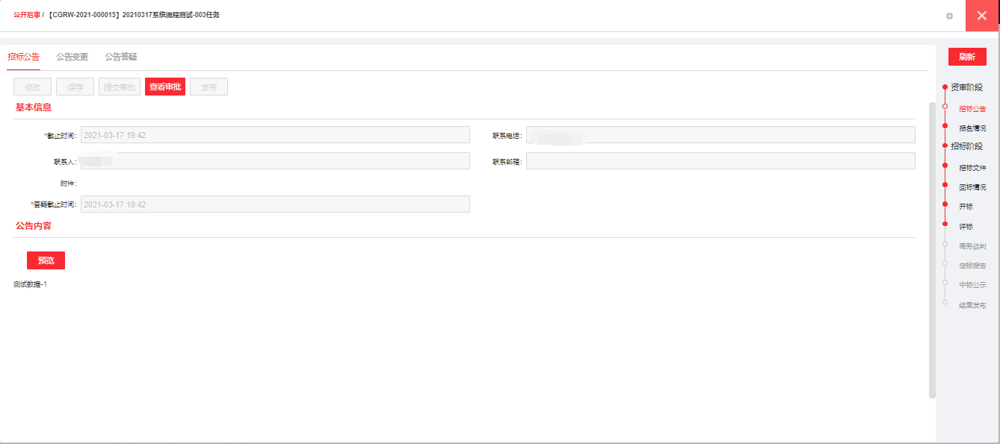 公开后审 / 【CGRW-2021-000015】20210317系统流程测试-003任务
招标公告 公告变更 公告答疑
修改 保存 提交审批 查看审批 发布
基本信息
*截止时间: 2021-03-17 19:42 联系电话:
联系人: 联系邮箱:
附件:
*答疑截止时间: 2021-03-17 19:42
公告内容
预览
测试数据-1
刷新
资审阶段
招标公告
报名情况
招标阶段
招标文件
回标情况
开标
评标
商务谈判
定标报告
中标公示
结果发布